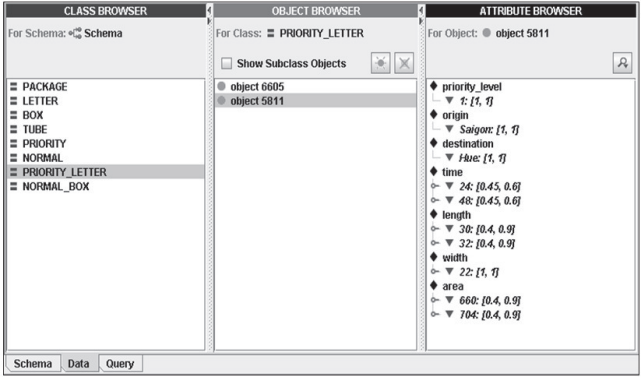 CLASS BROWSER
For Schema: Schema
PACKAGE
LETTER
BOX
TUBE
PRIORITY
NORMAL
PRIORITY_LETTER
NORMAL_BOX
OBJECT BROWSER
For Class: PRIORITY_LETTER
Show Subclass Objects
object 6605
object 5811
ATTRIBUTE BROWSER
For Object: object 5811
priority_level
1: [1, 1]
origin
Saigon: [1, 1]
destination
Hue: [1, 1]
time
24: [0.45, 0.6]
48: [0.45, 0.6]
length
30: [0.4, 0.9]
32: [0.4, 0.9]
width
22: [1, 1]
area
660: [0.4, 0.9]
704: [0.4, 0.9]
Schema Data Query